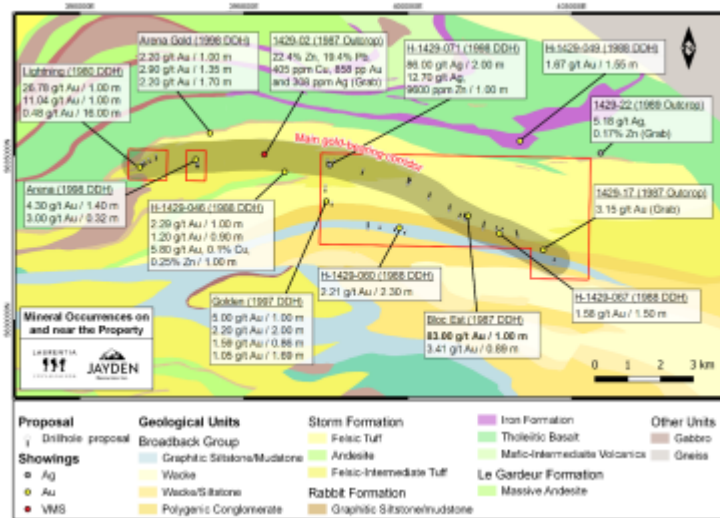 Arena Gold (1998 DDH)
2.20 g/t Au / 1.00 m
2.90 g/t Au / 1.35 m
2.20 g/t Au / 1.70 m
1429-02 (1987 Outcrop)
22.4% Zn, 19.4% Pb,
405 ppm Cu, 858 pp Au
and 308 ppm Ag (Grab)
H-1429-071 (1998 DDH)
86.00 g/t Ag / 2.00 m
12.70 g/t Ag,
9600 ppm Zn / 1.00 m
H-1429-049 (1988 DDH)
1.87 g/t Au / 1.55 m
Lightning (1980 DDH)
26.78 g/t Au / 1.00 m
11.04 g/t Au / 1.00 m
0.48 g/t Au / 16.00 m
1429-22 (1989 Outcrop)
5.18 g/t Ag,
0.17% Zn (Grab)
Main gold-bearing corridor
Arena (1998 DDH)
4.30 g/t Au / 1.40 m
3.00 g/t Au / 0.32 m
H-1429-046 (1988 DDH)
2.29 g/t Au / 1.00 m
1.20 g/t Au / 0.90 m
5.80 g/t Au, 0.1% Cu,
0.25% Zn / 1.00 m
1429-17 (1987 Outcrop)
3.15 g/t Au (Grab)
H-1429-060 (1988 DDH)
2.21 g/t Au / 2.30 m
H-1429-067 (1988 DDH)
1.58 g/t Au / 1.50 m
Golden (1997 DDH)
5.00 g/t Au / 1.00 m
2.20 g/t Au / 2.00 m
1.59 g/t Au / 0.86 m
1.05 g/t Au / 1.69 m
Bloc Est (1987 DDH)
83.00 g/t Au / 1.00 m
3.41 g/t Au / 0.89 m
Mineral Occurrences on
and near the Property
LAURENTIA
JAYDEN
0 1 2 3 km
Proposal
Drillhole proposal
Showings
Ag
Au
VMS
Geological Units
Broadback Group
Graphitic Siltstone/Mudstone
Wacke
Wacke/Siltstone
Polygenic Conglomerate
Storm Formation
Felsic Tuff
Andesite
Felsic-Intermediate Tuff
Rabbit Formation
Graphitic Siltstone/mudstone
Iron Formation
Tholeiitic Basalt
Mafic-Intermediate Volcanics
Le Gardeur Formation
Massive Andesite
Other Units
Gabbro
Gneiss